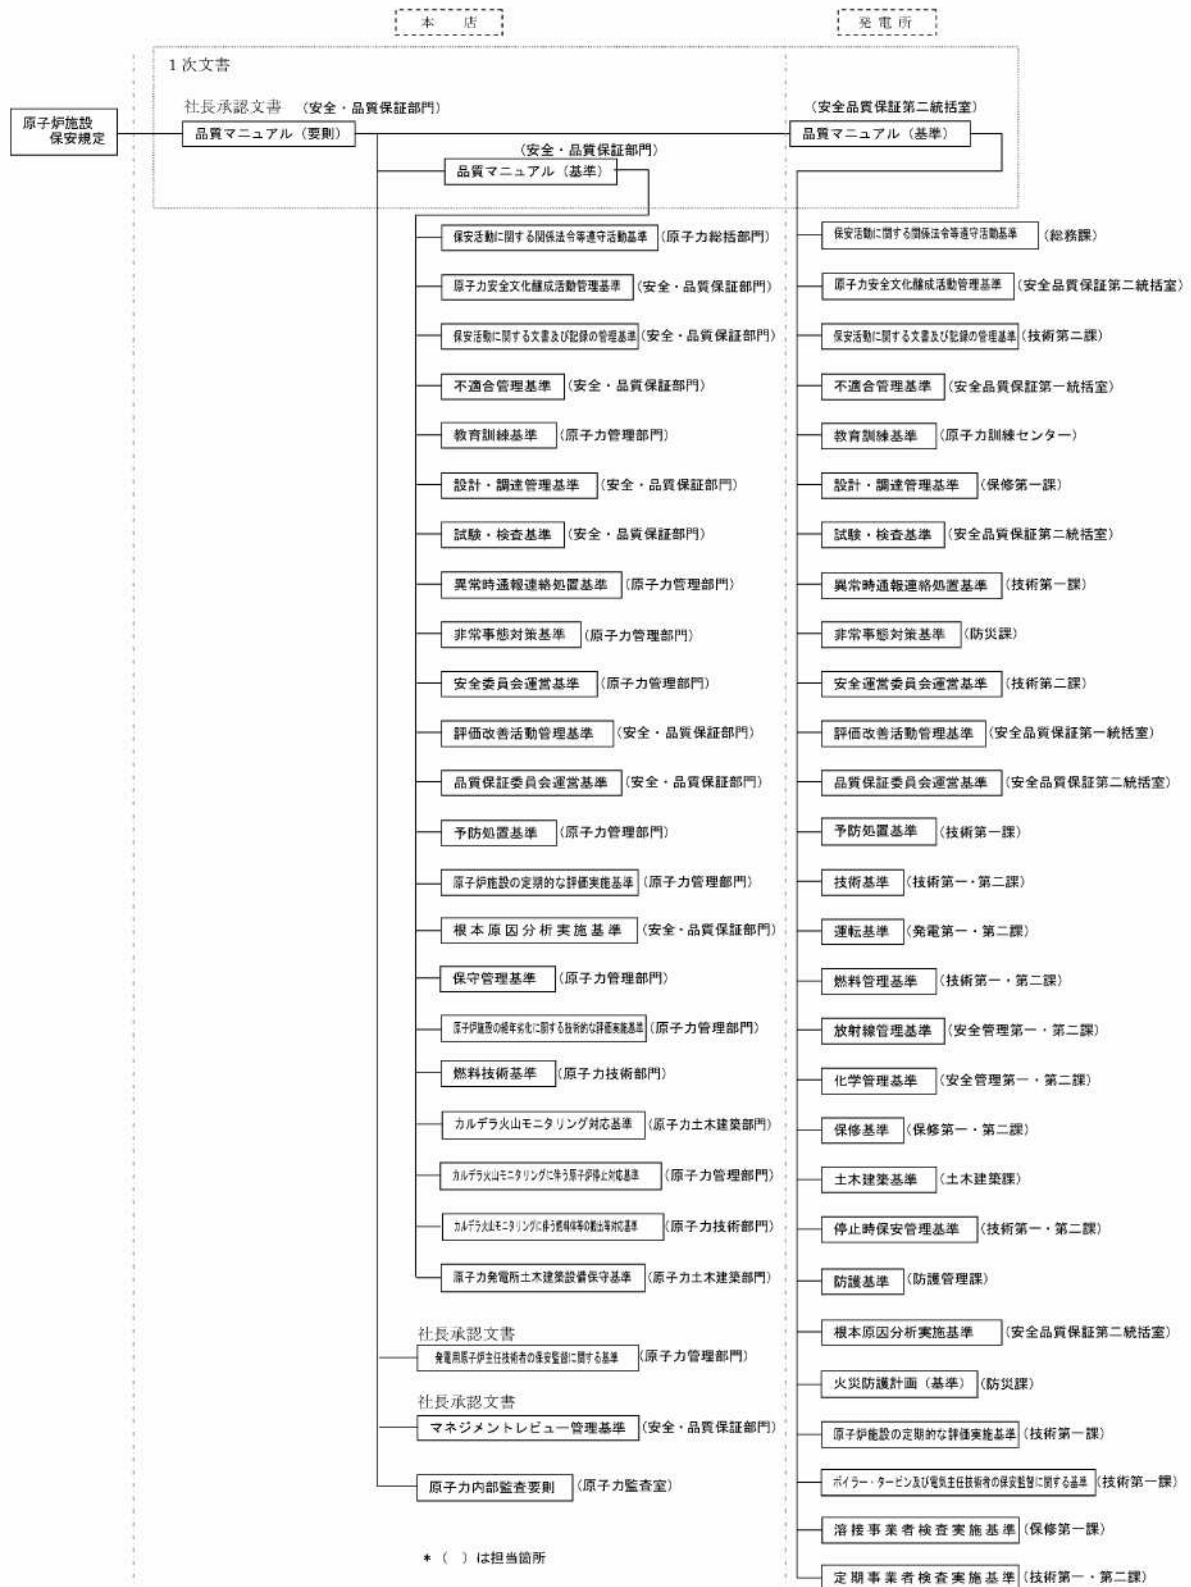 本 店
発電所
1次文書
社長承認文書 (安全・品質保証部門)
(安全品質保証第二統括室)
原子炉施設
保安規定
品質マニュアル(要則)
品質マニュアル(基準)
(安全・品質保証部門)
品質マニュアル(基準)
保安活動に関する関係法令等遵守活動基準 (原子力総括部門)
原子力安全文化醸成活動管理基準 (安全・品質保証部門)
保安活動に関する文書及び記録の管理基準 (安全・品質保証部門)
不適合管理基準 (安全・品質保証部門)
教育訓練基準 (原子力管理部門)
設計・調達管理基準 (安全・品質保証部門)
試験・検査基準 (安全・品質保証部門)
異常時通報連絡処置基準 (原子力管理部門)
非常事態対策基準 (原子力管理部門)
安全委員会運営基準 (原子力管理部門)
評価改善活動管理基準 (安全・品質保証部門)
品質保証委員会運営基準 (安全・品質保証部門)
予防処置基準 (原子力管理部門)
原子炉施設の定期的な評価実施基準 (原子力管理部門)
根本原因分析実施基準 (安全・品質保証部門)
保守管理基準 (原子力管理部門)
原子炉施設の経年劣化に関する技術的な評価実施基準 (原子力管理部門)
燃料技術基準 (原子力技術部門)
カルデラ火山モニタリング対応基準 (原子力土木建築部門)
カルデラ火山モニタリングに伴う原子炉停止対応基準 (原子力管理部門)
カルデラ火山モニタリングに伴う燃料体等の搬出等対応基準 (原子力技術部門)
原子力発電所土木建築設備保守基準 (原子力土木建築部門)
社長承認文書
発電用原子炉主任技術者の保安監督に関する基準 (原子力管理部門)
社長承認文書
マネジメントレビュー管理基準 (安全・品質保証部門)
原子力内部監査要則 (原子力監査室)
* ( )は担当箇所
保安活動に関する関係法令等遵守活動基準 (総務課)
原子力安全文化醸成活動管理基準 (安全品質保証第二統括室)
保安活動に関する文書及び記録の管理基準 (技術第二課)
不適合管理基準 (安全品質保証第一統括室)
教育訓練基準 (原子力訓練センター)
設計・調達管理基準 (保修第一課)
試験・検査基準 (安全品質保証第二統括室)
異常時通報連絡処置基準 (技術第一課)
非常事態対策基準 (防災課)
安全運営委員会運営基準 (技術第二課)
評価改善活動管理基準 (安全品質保証第一統括室)
品質保証委員会運営基準 (安全品質保証第二統括室)
予防処置基準 (技術第一課)
技術基準 (技術第一・第二課)
運転基準 (発電第一・第二課)
燃料管理基準 (技術第一・第二課)
放射線管理基準 (安全管理第一・第二課)
化学管理基準 (安全管理第一・第二課)
保修基準 (保修第一・第二課)
土木建築基準 (土木建築課)
停止時保安管理基準 (技術第一・第二課)
防護基準 (防護管理課)
根本原因分析実施基準 (安全品質保証第二統括室)
火災防護計画(基準) (防災課)
原子炉施設の定期的な評価実施基準 (技術第一課)
ボイラー・タービン及び電気主任技術者の保安監督に関する基準 (技術第一課)
溶接事業者検査実施基準 (保修第一課)
定期事業者検査実施基準 (技術第一・第二課)